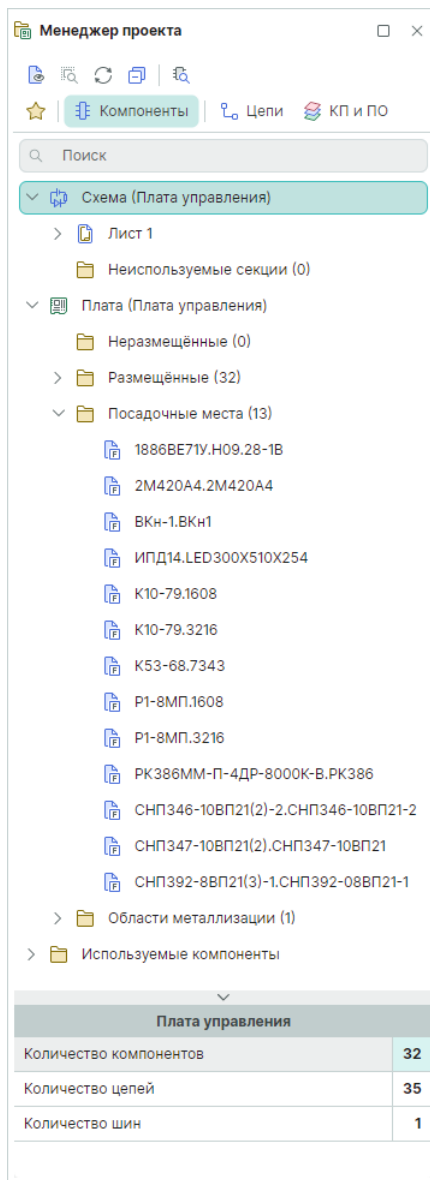 Менеджер проекта
Компоненты Цепи КП и ПО
Поиск
Схема (Плата управления)
Лист 1
Неиспользуемые секции (0)
Плата (Плата управления)
Неразмещённые (0)
Размещённые (32)
Посадочные места (13)
1886ВЕ71У.Н09.28-1В
2М420А4.2М420А4
ВКн-1.ВКн1
ИПД14.LED300X510X254
К10-79.1608
К10-79.3216
К53-68.7343
Р1-8МП.1608
Р1-8МП.3216
РК386ММ-П-4ДР-8000К-В.РК386
СНП346-10ВП21(2)-2.СНП346-10ВП21-2
СНП347-10ВП21(2).СНП347-10ВП21
СНП392-8ВП21(3)-1.СНП392-08ВП21-1
Области металлизации (1)
Используемые компоненты
Плата управления
Количество компонентов 32
Количество цепей 35
Количество шин 1